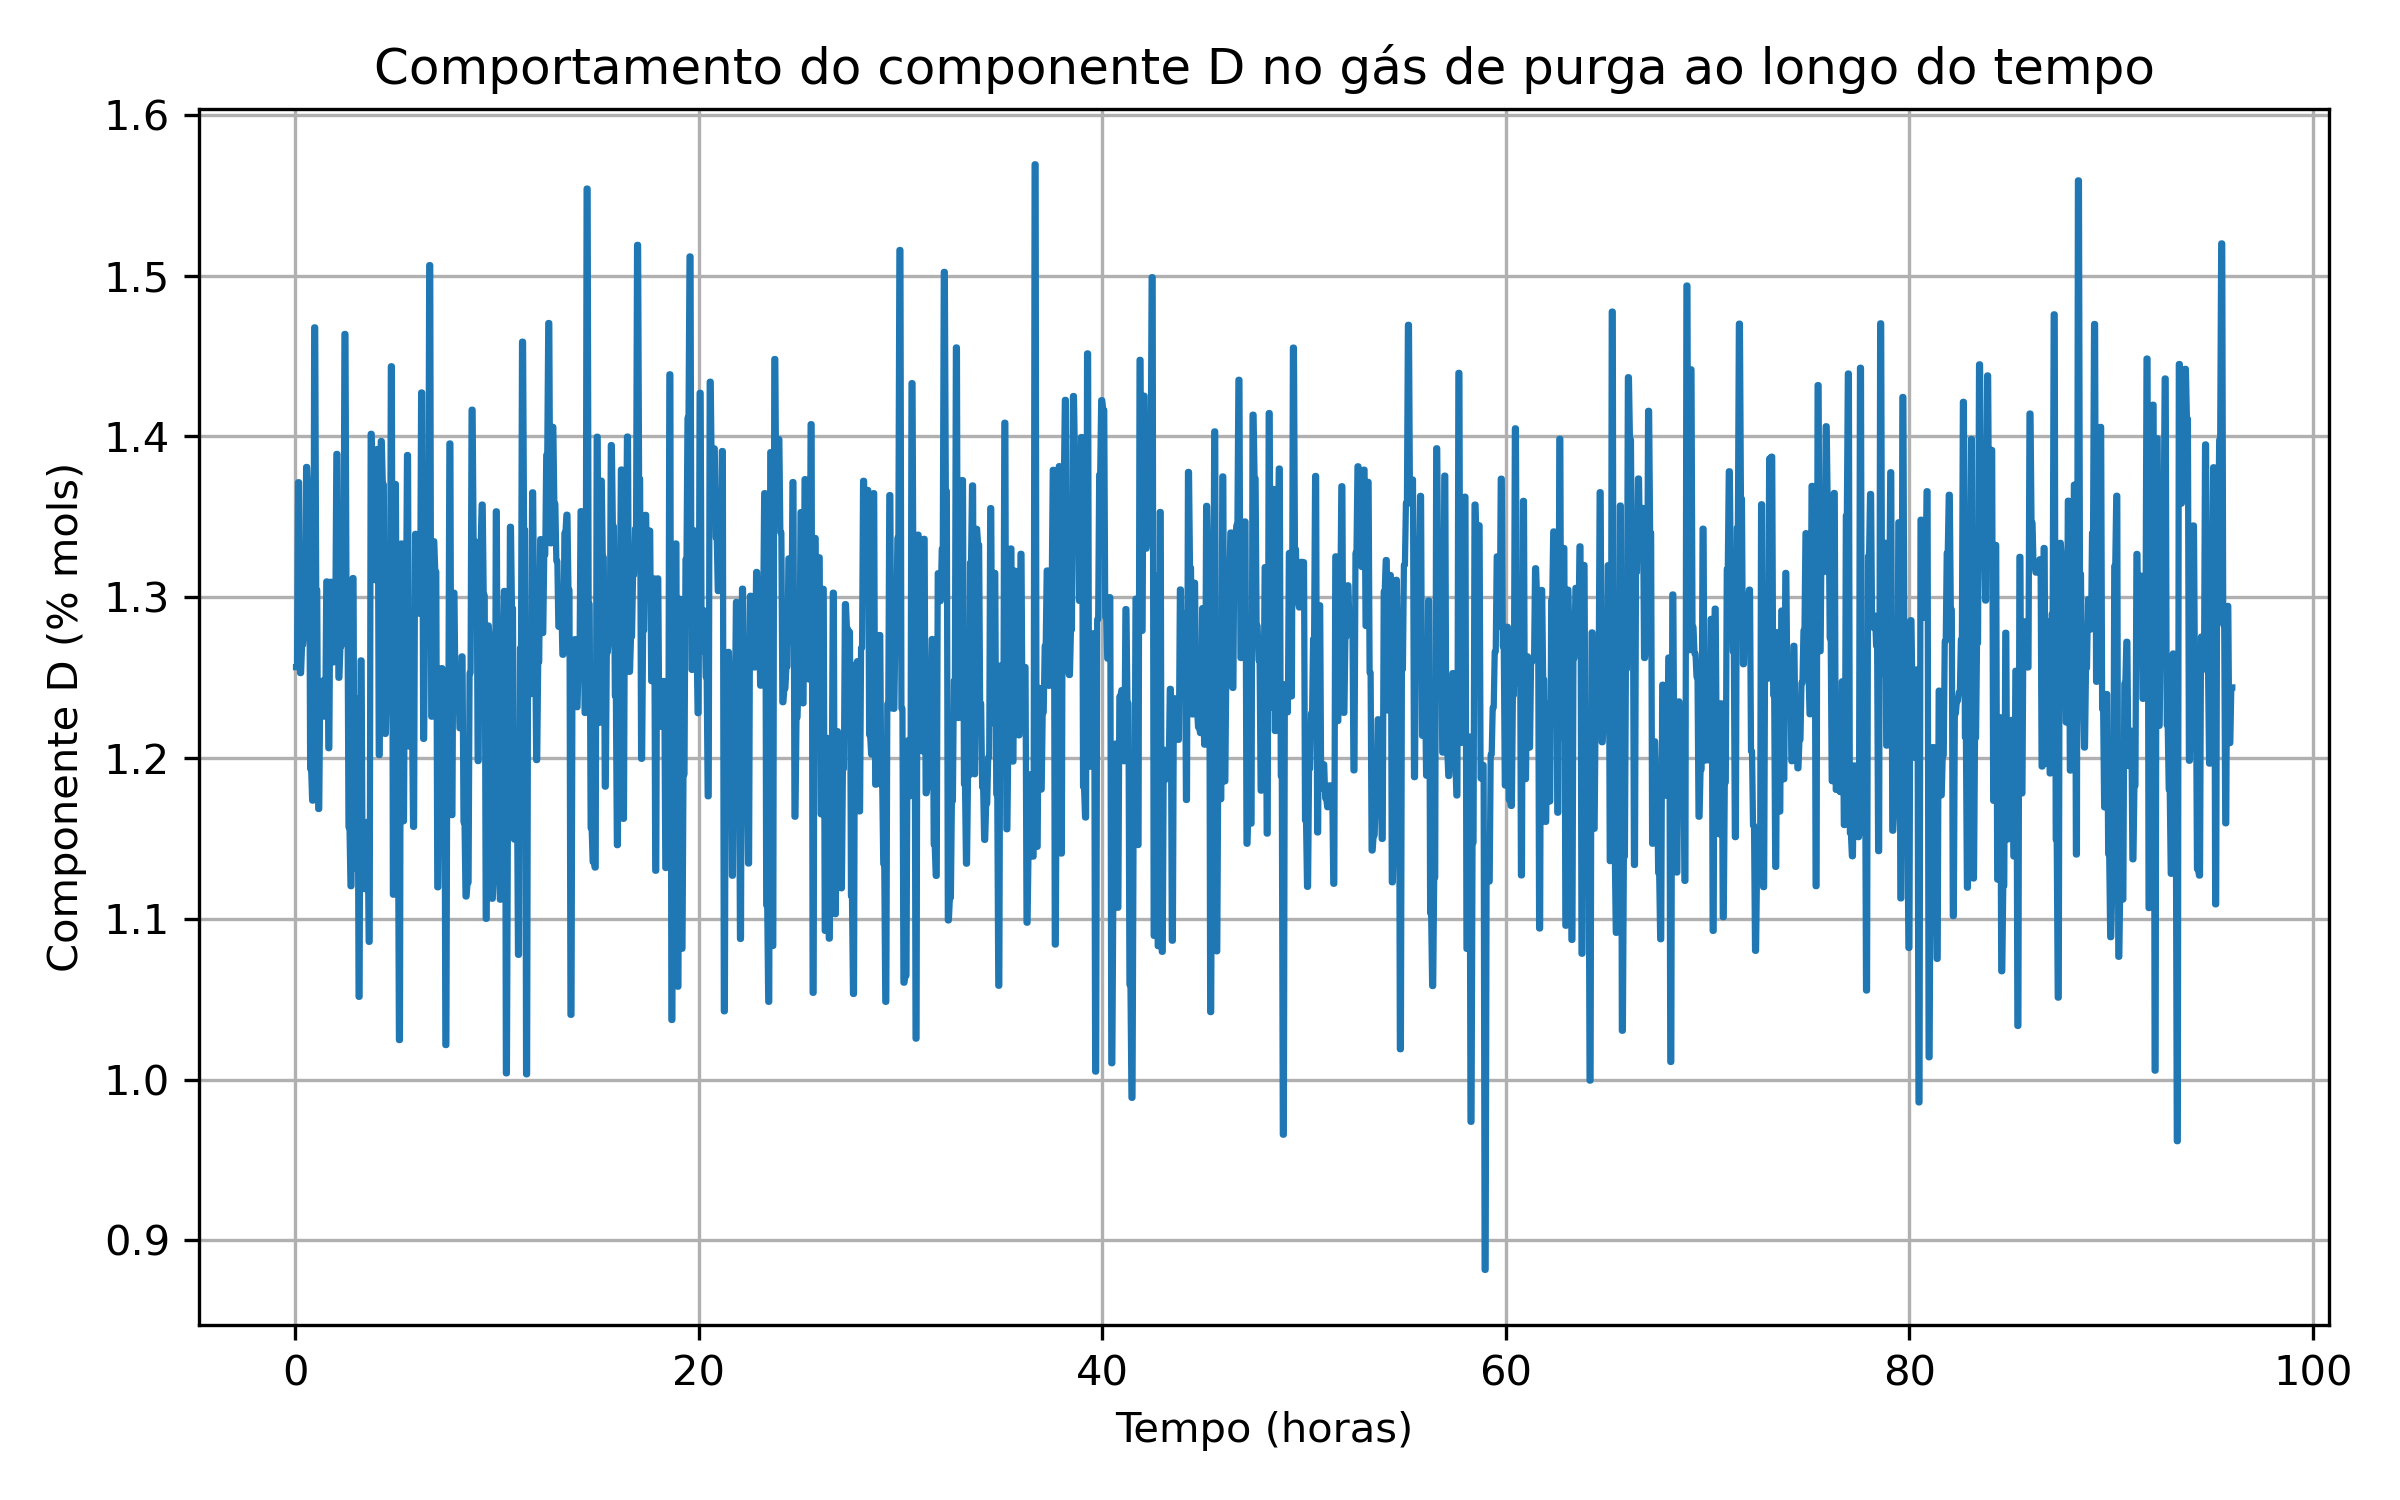 Comportamento do componente D no gás de purga ao longo do tempo
1.6
1.5
1.4
1.3
1.2
1.1
1.0
0.9
Componente D (% mols)
0 20 40 60 80 100
Tempo (horas)